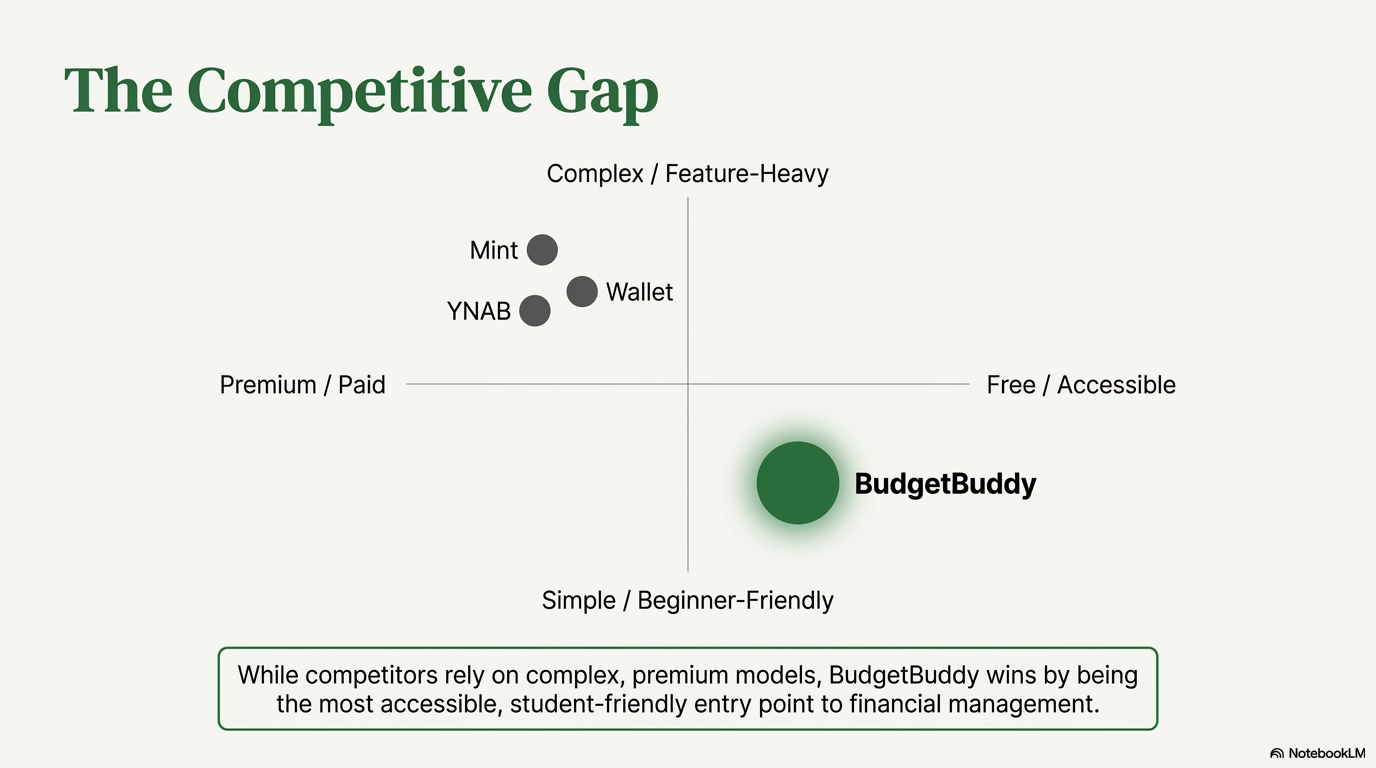 The Competitive Gap
Complex / Feature-Heavy
Mint
Wallet
YNAB
Premium / Paid
Free / Accessible
BudgetBuddy
Simple / Beginner-Friendly
While competitors rely on complex, premium models, BudgetBuddy wins by being
the most accessible, student-friendly entry point to financial management.
NotebookLM